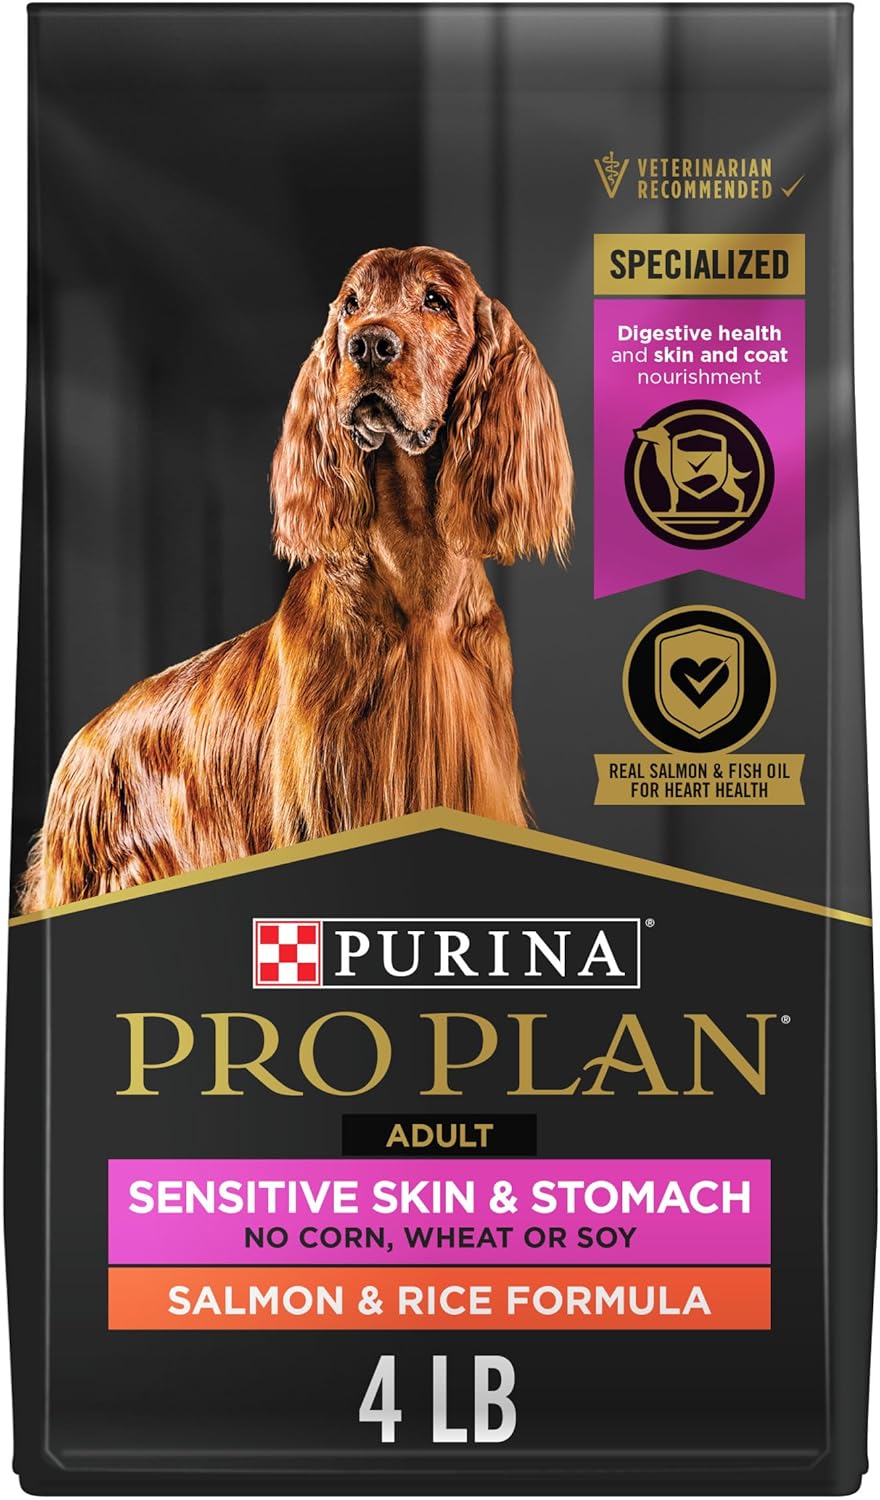 VETERINARIAN
RECOMMENDED
SPECIALIZED
Digestive health
and skin and coat
nourishment
REAL SALMON & FISH OIL
FOR HEART HEALTH
PURINA®
PRO PLAN®
ADULT
SENSITIVE SKIN & STOMACH
NO CORN, WHEAT OR SOY
SALMON & RICE FORMULA
4 LB